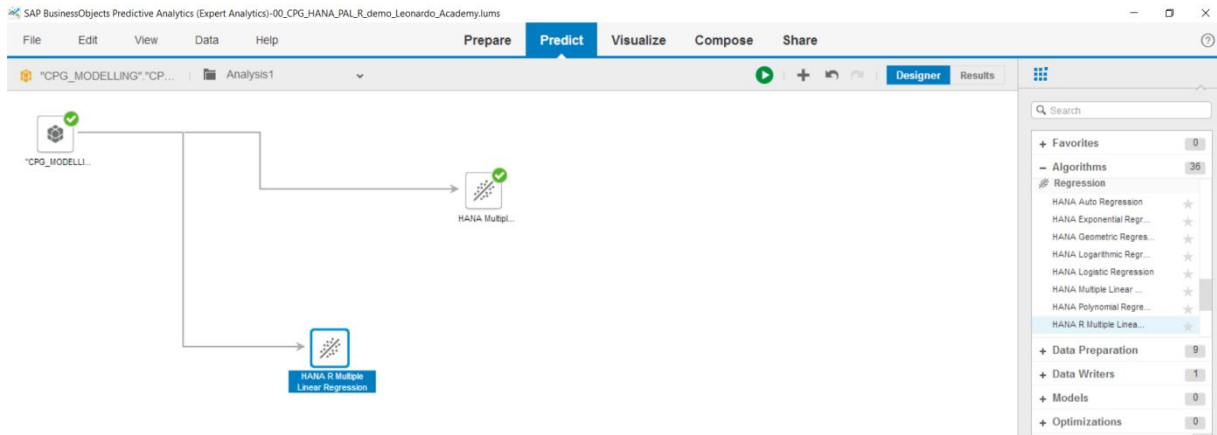 SAP BusinessObjects Predictive Analytics (Expert Analytics)-00_CPG_HANA_PAL_R_demo_Leonardo_Academy.lums
File Edit View Data Help Prepare Predict Visualize Compose Share
"CPG_MODELLING"."CP... Analysis1 Designer Results
Search
"CPG_MODELLI...
HANA Multipl...
HANA R Multiple
Linear Regression
+ Favorites 0
– Algorithms 36
Regression
HANA Auto Regression
HANA Exponential Regr...
HANA Geometric Regres...
HANA Logarithmic Regr...
HANA Logistic Regression
HANA Multiple Linear ...
HANA Polynomial Regre...
HANA R Multiple Linea...
+ Data Preparation 9
+ Data Writers 1
+ Models 0
+ Optimizations 0